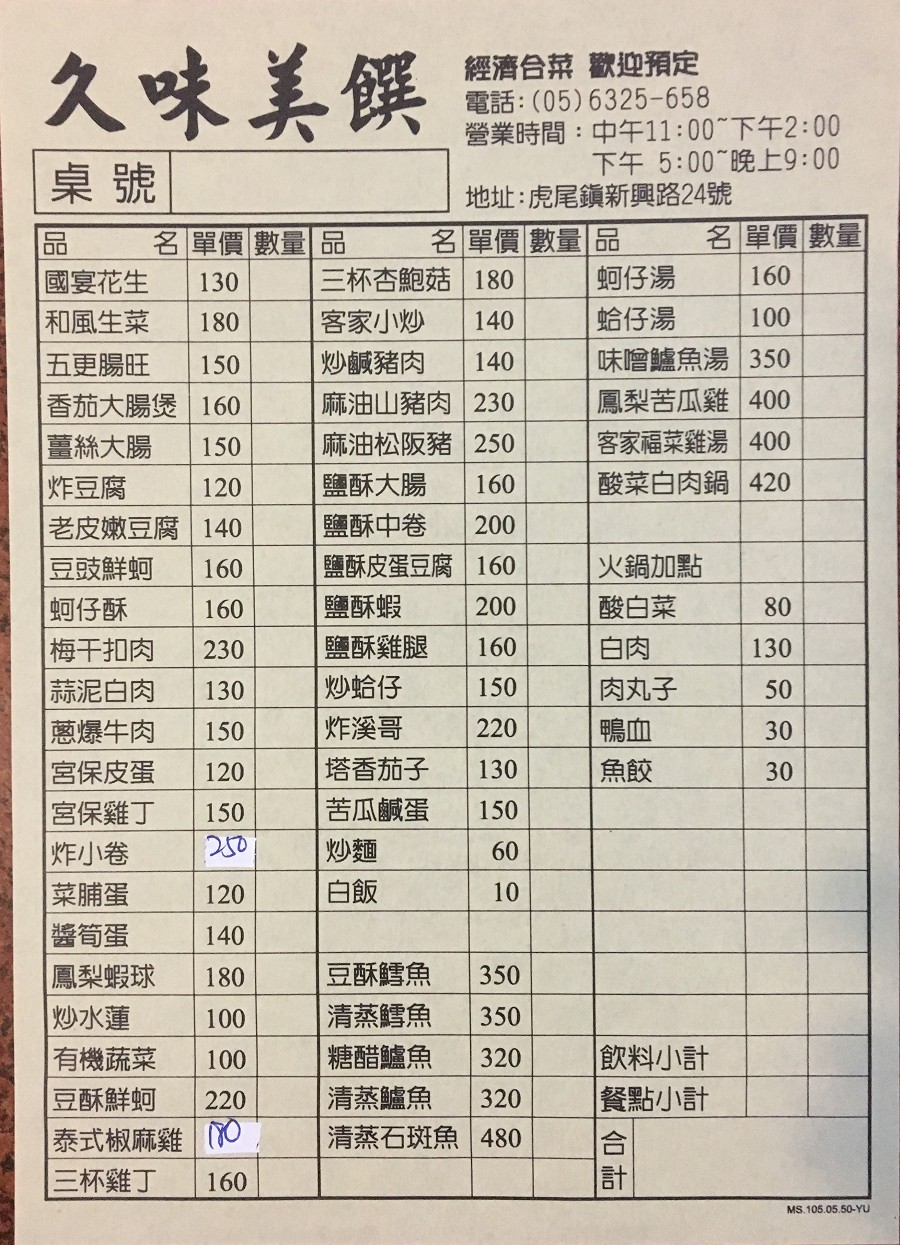 久味美饌
經濟合菜 歡迎預定
電話:(05)6325-658
營業時間：中午11:00~下午2:00
下午 5:00~晚上9:00
地址:虎尾鎮新興路24號
桌號
品名 單價 數量 品名 單價 數量 品名 單價 數量
國宴花生 130 三杯杏鮑菇 180 蚵仔湯 160
和風生菜 180 客家小炒 140 蛤仔湯 100
五更腸旺 150 炒鹹豬肉 140 味噌鱸魚湯 350
香茄大腸煲 160 麻油山豬肉 230 鳳梨苦瓜雞 400
薑絲大腸 150 麻油松阪豬 250 客家福菜雞湯 400
炸豆腐 120 鹽酥大腸 160 酸菜白肉鍋 420
老皮嫩豆腐 140 鹽酥中卷 200
豆豉鮮蚵 160 鹽酥皮蛋豆腐 160 火鍋加點
蚵仔酥 160 鹽酥蝦 200 酸白菜 80
梅干扣肉 230 鹽酥雞腿 160 白肉 130
蒜泥白肉 130 炒蛤仔 150 肉丸子 50
蔥爆牛肉 150 炸溪哥 220 鴨血 30
宮保皮蛋 120 塔香茄子 130 魚餃 30
宮保雞丁 150 苦瓜鹹蛋 150
炸小卷 250 炒麵 60
菜脯蛋 120 白飯 10
醬筍蛋 140
鳳梨蝦球 180 豆酥鱈魚 350
炒水蓮 100 清蒸鱈魚 350
有機蔬菜 100 糖醋鱸魚 320 飲料小計
豆酥鮮蚵 220 清蒸鱸魚 320 餐點小計
泰式椒麻雞 180 清蒸石斑魚 480 合計
三杯雞丁 160
MS.105.05.50-YU